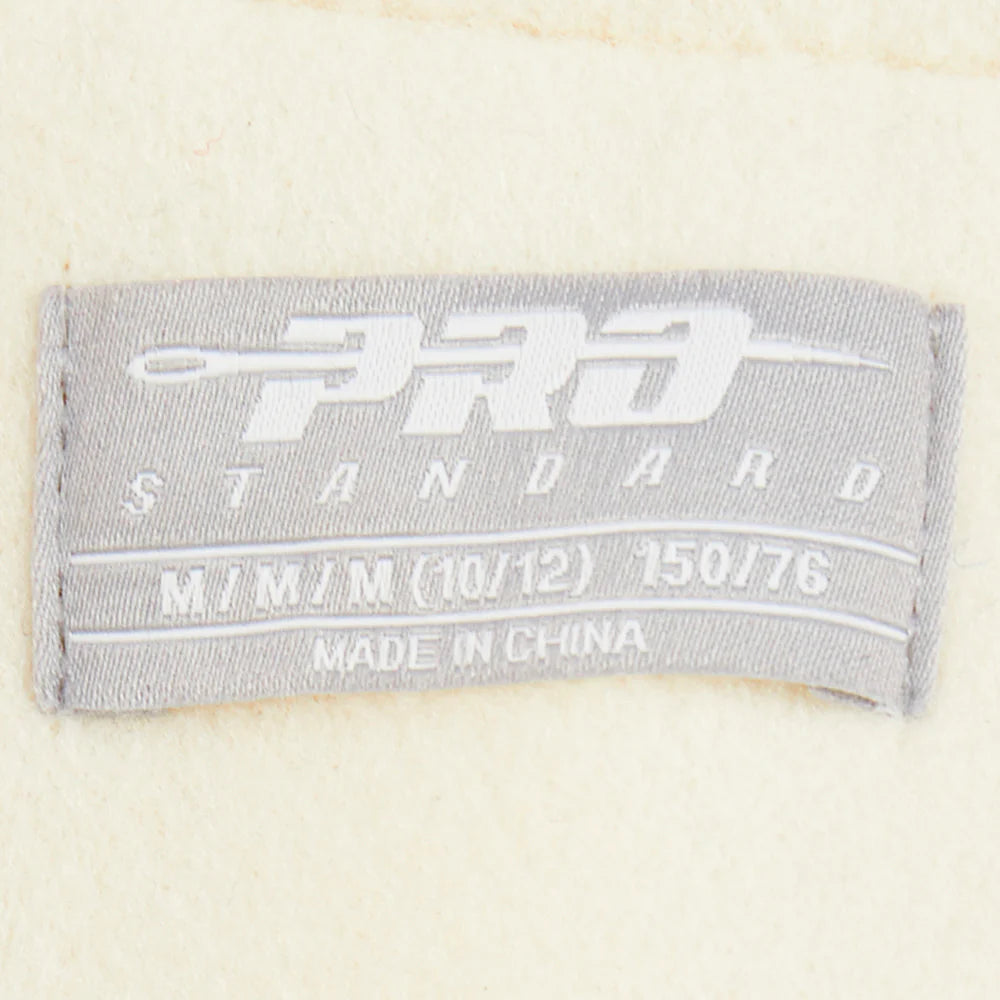 PRO
STANDARD
M/M/M (10/12) 150/76
MADE IN CHINA